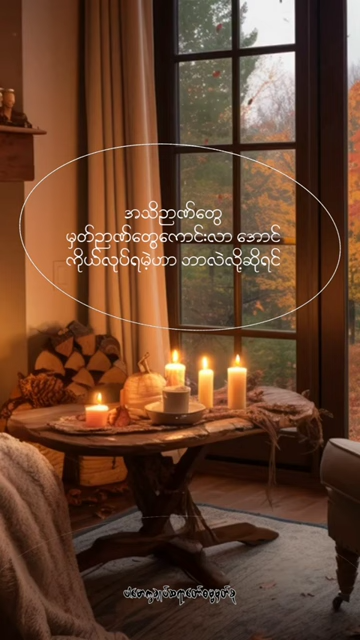 အသိဉာဏ်တွေ
မှတ်ဉာဏ်တွေကောင်းလာ အောင်
ကိုယ်လုပ်ရမဲ့ဟာ ဘာလဲလို့ဆိုရင်